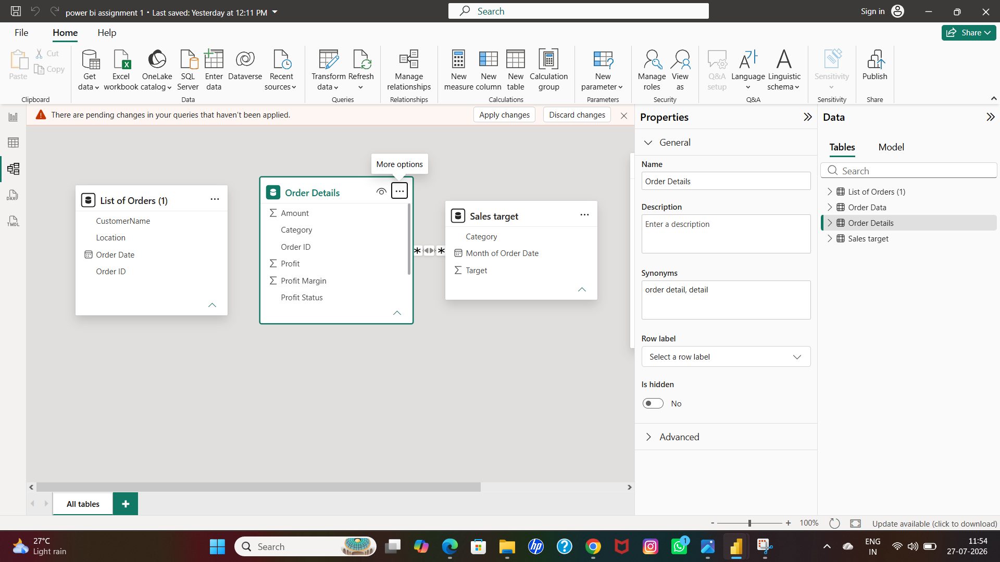 power bi assignment 1 • Last saved: Yesterday at 12:11 PM
Search
Sign in
File
Home
Help
Share
Paste
Cut
Copy
Clipboard
Get data
Excel workbook
OneLake catalog
SQL Server
Enter data
Dataverse
Recent sources
Data
Transform data
Refresh
Queries
Manage relationships
Relationships
New measure
New column
New table
Calculation group
Calculations
New parameter
Parameters
Manage roles
View as
Security
Q&A setup
Language
Linguistic schema
Q&A
Sensitivity
Sensitivity
Publish
Share
There are pending changes in your queries that haven't been applied.
Apply changes
Discard changes
DAX
TMDL
List of Orders (1)
CustomerName
Location
Order Date
Order ID
More options
Order Details
Amount
Category
Order ID
Profit
Profit Margin
Profit Status
Sales target
Category
Month of Order Date
Target
All tables
Properties
General
Name
Order Details
Description
Enter a description
Synonyms
order detail, detail
Row label
Select a row label
Is hidden
No
Advanced
Data
Tables
Model
Search
List of Orders (1)
Order Data
Order Details
Sales target
100%
Update available (click to download)
27°C
Light rain
Search
hp
1
ENG
IN
11:54
27-07-2026